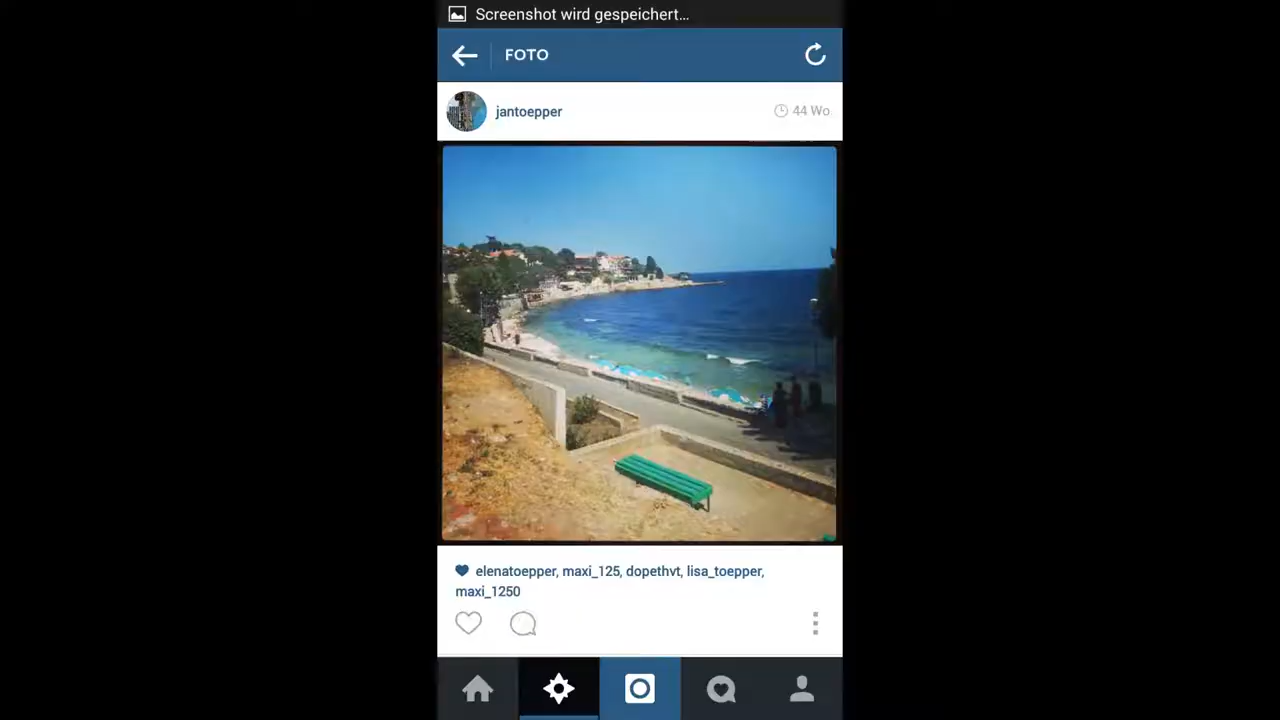 Screenshot wird gespeichert...
FOTO
jantoepper
44 Wo.
elenatoepper, maxi_125, dopethvt, lisa_toepper,
maxi_1250